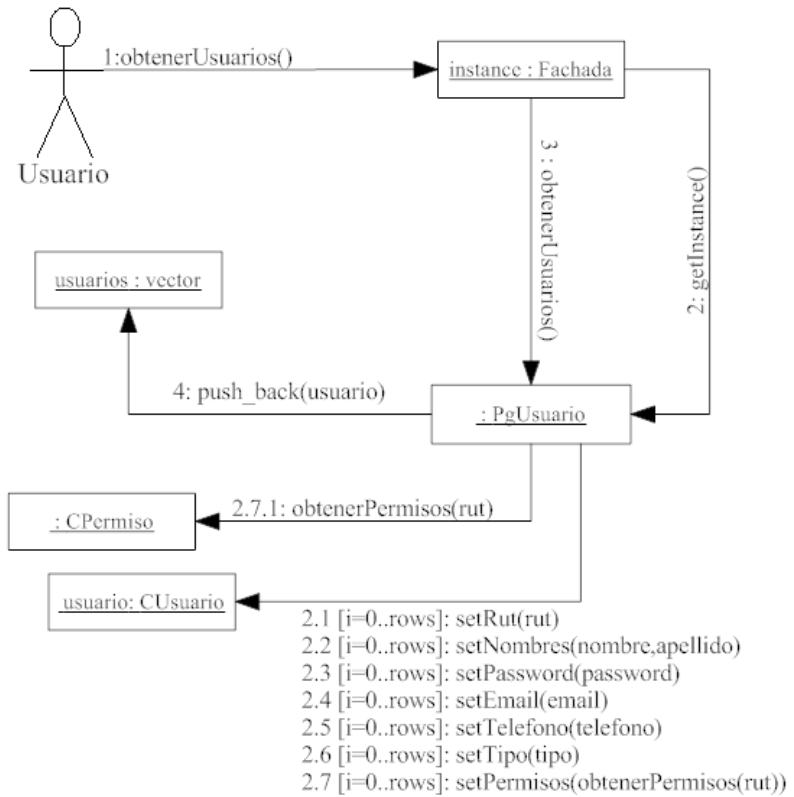 1:obtenerUsuarios()
instance : Fachada
Usuario
3 : obtenerUsuarios()
2: getInstance()
usuarios : vector
4: push_back(usuario)
: PgUsuario
2.7.1: obtenerPermisos(rut)
: CPermiso
usuario: CUsuario
2.1 [i=0..rows]: setRut(rut)
2.2 [i=0..rows]: setNombres(nombre,apellido)
2.3 [i=0..rows]: setPassword(password)
2.4 [i=0..rows]: setEmail(email)
2.5 [i=0..rows]: setTelefono(telefono)
2.6 [i=0..rows]: setTipo(tipo)
2.7 [i=0..rows]: setPermisos(obtenerPermisos(rut))